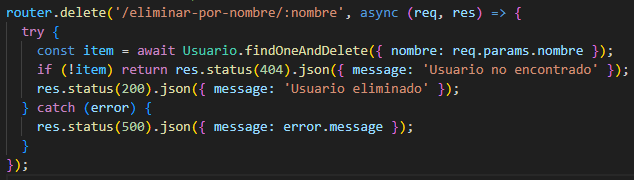 router.delete('/eliminar-por-nombre/:nombre', async (req, res) => {
  try {
    const item = await Usuario.findOneAndDelete({ nombre: req.params.nombre });
    if (!item) return res.status(404).json({ message: 'Usuario no encontrado' });
    res.status(200).json({ message: 'Usuario eliminado' });
  } catch (error) {
    res.status(500).json({ message: error.message });
  }
});